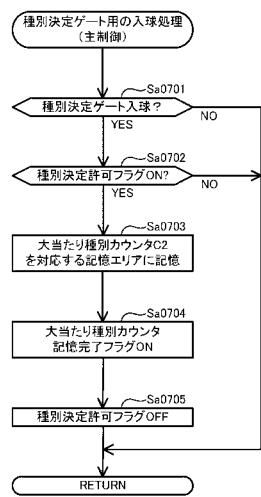 種別決定ゲート用の入球処理
(主制御)
Sa0701
種別決定ゲート入球?
YES
NO
Sa0702
種別決定許可フラグON?
YES
NO
Sa0703
大当たり種別カウンタC2
を対応する記憶エリアに記憶
Sa0704
大当たり種別カウンタ
記憶完了フラグON
Sa0705
種別決定許可フラグOFF
RETURN